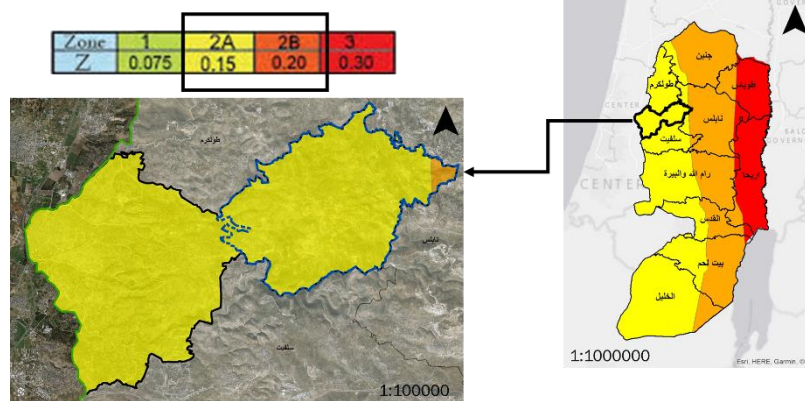 Zone 1 2A 2B 3
Z 0.075 0.15 0.20 0.30
طولكرم
نابلس
سلفيت
1:100000
جنين
طوباس
طولكرم
نابلس
سلفيت
CENTER
رام الله والبيرة
اريحا
القدس
بيت لحم
الخليل
1:1000000
Esri, HERE, Garmin, ©